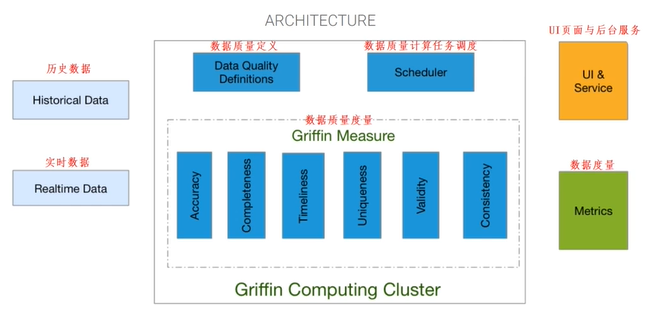 ARCHITECTURE
历史数据
Historical Data
实时数据
Realtime Data
数据质量定义
Data Quality
Definitions
数据质量计算任务调度
Scheduler
数据质量度量
Griffin Measure
Accuracy
Completeness
Timeliness
Uniqueness
Validity
Consistency
Griffin Computing Cluster
UI页面与后台服务
UI &
Service
数据度量
Metrics